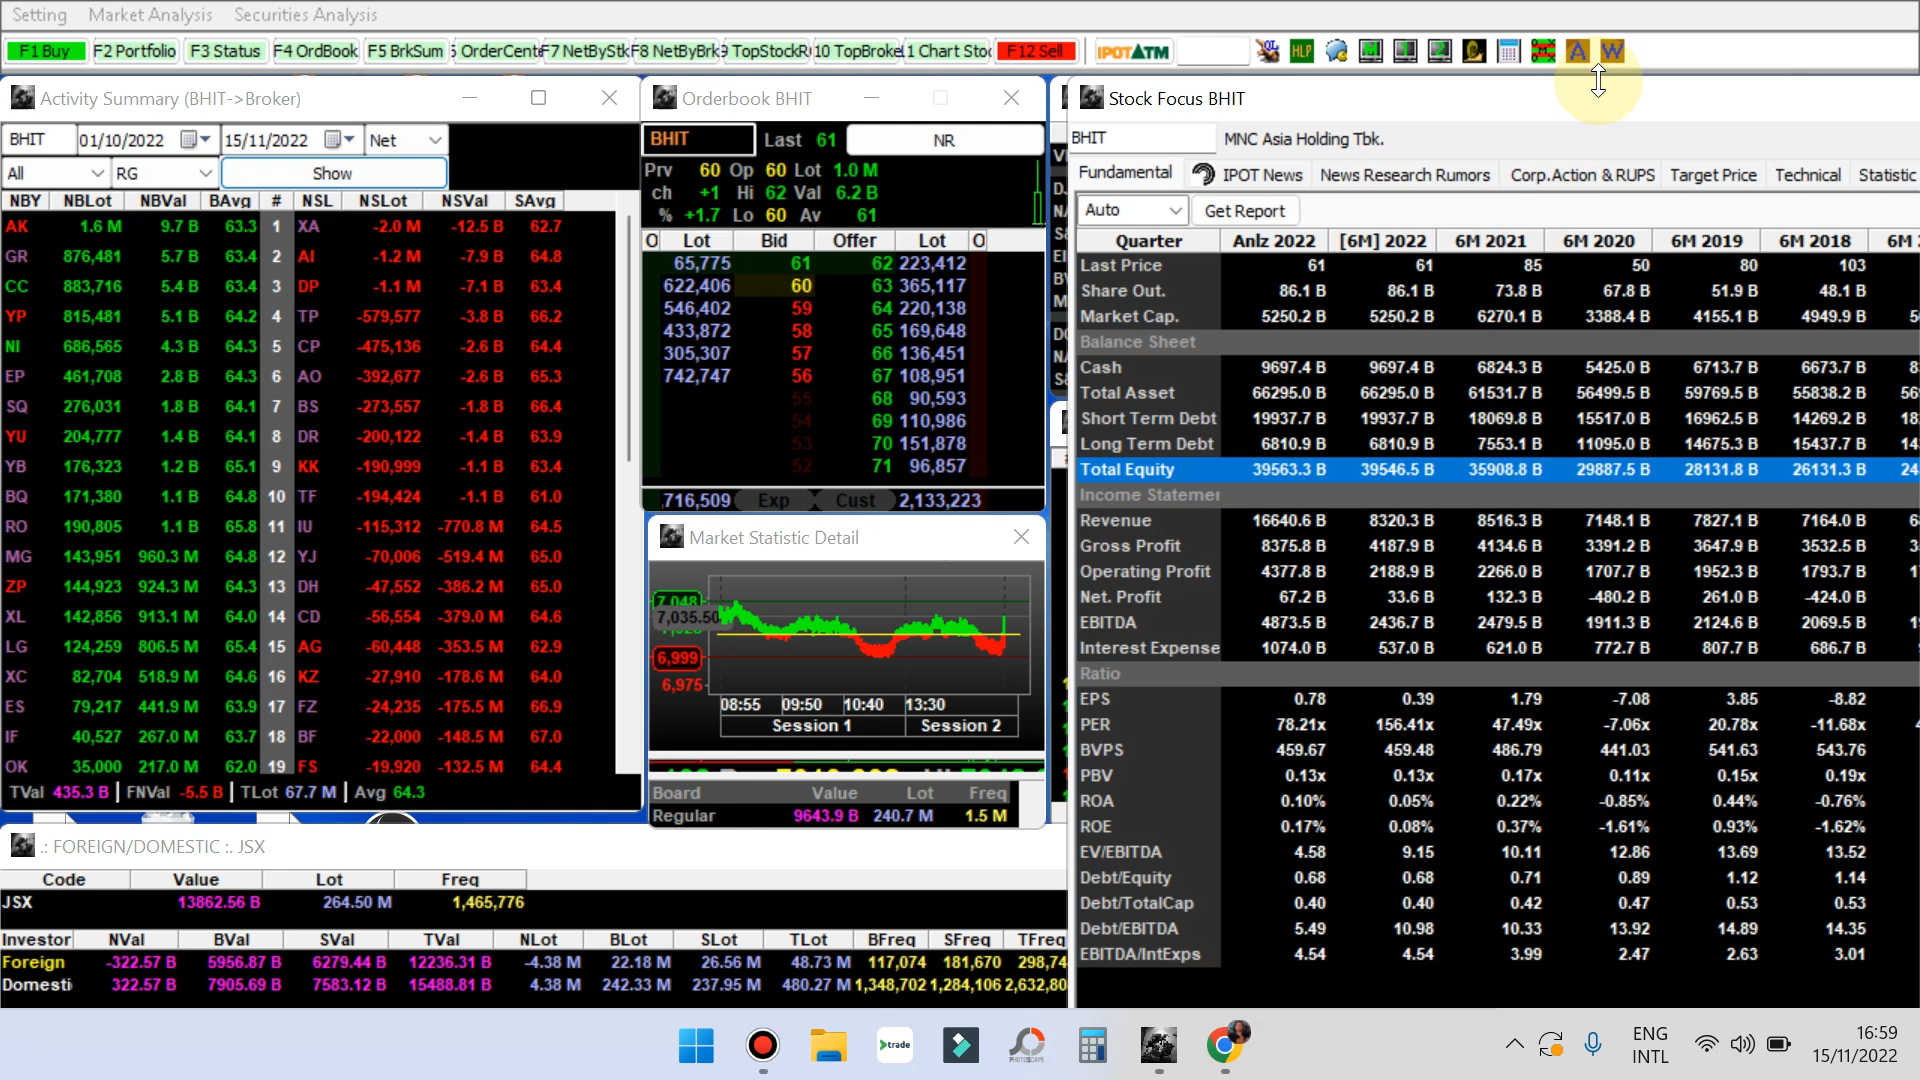 Setting Market Analysis Securities Analysis
F1 Buy F2 Portfolio F3 Status F4 OrdBook F5 BrkSum OrderCent F7 NetByStk F8 NetByBrk TopStock 10 TopBroke 1 Chart Sto F12 Sell IPOTATM QL HLP A W
Activity Summary (BHIT->Broker)
BHIT 01/10/2022 15/11/2022 Net
All RG Show
NBY NBLot NBVal BAvg # NSL NSLot NSVal SAvg
AK 1.6 M 9.7 B 63.3 1 XA -2.0 M -12.5 B 62.7
GR 876,481 5.7 B 63.4 2 AI -1.2 M -7.9 B 64.8
CC 883,716 5.4 B 63.4 3 DP -1.1 M -7.1 B 63.4
YP 815,481 5.1 B 64.2 4 TP -579,577 -3.8 B 66.2
NI 686,565 4.3 B 64.3 5 CP -475,136 -2.6 B 64.4
EP 461,708 2.8 B 64.3 6 AO -392,677 -2.6 B 65.3
SQ 276,031 1.8 B 64.1 7 BS -273,557 -1.8 B 66.4
YU 204,777 1.4 B 64.1 8 DR -200,122 -1.4 B 63.9
YB 176,323 1.2 B 65.1 9 KK -190,999 -1.1 B 63.4
BQ 171,380 1.1 B 64.8 10 TF -194,424 -1.1 B 61.0
RO 190,805 1.1 B 65.8 11 IU -115,312 -770.8 M 64.5
MG 143,951 960.3 M 64.8 12 YJ -70,006 -519.4 M 65.0
ZP 144,923 924.3 M 64.3 13 DH -47,552 -386.2 M 65.0
XL 142,856 913.1 M 64.0 14 CD -56,554 -379.0 M 64.6
LG 124,259 806.5 M 65.4 15 AG -60,448 -353.5 M 62.9
XC 82,704 518.9 M 64.6 16 KZ -27,910 -178.6 M 64.0
ES 79,217 441.9 M 63.9 17 FZ -24,235 -175.5 M 66.9
IF 40,527 267.0 M 63.7 18 BF -22,000 -148.5 M 67.0
OK 35,000 217.0 M 62.0 19 FS -19,920 -132.5 M 64.4
TVal 435.3 B | FNVal -5.5 B | TLot 67.7 M | Avg 64.3
Orderbook BHIT
BHIT Last 61 NR
Prv 60 Op 60 Lot 1.0 M
ch +1 Hi 62 Val 6.2 B
% +1.7 Lo 60 Av 61
O Lot Bid Offer Lot O
65,775 61 62 223,412
622,406 60 63 365,117
546,402 59 64 220,138
433,872 58 65 169,648
305,307 57 66 136,451
742,747 56 67 108,951
55 68 90,593
54 69 110,986
53 70 151,878
52 71 96,857
,716,509 Exp Cust 2,133,223
Market Statistic Detail
7,048
7,035.50
6,999
6,975
08:55 09:50 10:40 13:30
Session 1 Session 2
Board Value Lot Freq
Regular 9643.9 B 240.7 M 1.5 M
.: FOREIGN/DOMESTIC :. JSX
Code Value Lot Freq
JSX 13862.56 B 264.50 M 1,465,776
Investor NVal BVal SVal TVal NLot BLot SLot TLot BFreq SFreq TFreq
Foreign -322.57 B 5956.87 B 6279.44 B 12236.31 B -4.38 M 22.18 M 26.56 M 48.73 M 117,074 181,670 298,74
Domesti 322.57 B 7905.69 B 7583.12 B 15488.81 B 4.38 M 242.33 M 237.95 M 480.27 M 1,348,702 1,284,106 2,632,80
Stock Focus BHIT
BHIT MNC Asia Holding Tbk.
Fundamental IPOT News News Research Rumors Corp.Action & RUPS Target Price Technical Statistic
Auto Get Report
Quarter Anlz 2022 [6M] 2022 6M 2021 6M 2020 6M 2019 6M 2018 6M
Last Price 61 61 85 50 80 103
Share Out. 86.1 B 86.1 B 73.8 B 67.8 B 51.9 B 48.1 B
Market Cap. 5250.2 B 5250.2 B 6270.1 B 3388.4 B 4155.1 B 4949.9 B
Balance Sheet
Cash 9697.4 B 9697.4 B 6824.3 B 5425.0 B 6713.7 B 6673.7 B
Total Asset 66295.0 B 66295.0 B 61531.7 B 56499.5 B 59769.5 B 55838.2 B
Short Term Debt 19937.7 B 19937.7 B 18069.8 B 15517.0 B 16962.5 B 14269.2 B
Long Term Debt 6810.9 B 6810.9 B 7553.1 B 11095.0 B 14675.3 B 15437.7 B
Total Equity 39563.3 B 39546.5 B 35908.8 B 29887.5 B 28131.8 B 26131.3 B
Income Statemer
Revenue 16640.6 B 8320.3 B 8516.3 B 7148.1 B 7827.1 B 7164.0 B
Gross Profit 8375.8 B 4187.9 B 4134.6 B 3391.2 B 3647.9 B 3532.5 B
Operating Profit 4377.8 B 2188.9 B 2266.0 B 1707.7 B 1952.3 B 1793.7 B
Net. Profit 67.2 B 33.6 B 132.3 B -480.2 B 261.0 B -424.0 B
EBITDA 4873.5 B 2436.7 B 2479.5 B 1911.3 B 2124.6 B 2069.5 B
Interest Expense 1074.0 B 537.0 B 621.0 B 772.7 B 807.7 B 686.7 B
Ratio
EPS 0.78 0.39 1.79 -7.08 3.85 -8.82
PER 78.21x 156.41x 47.49x -7.06x 20.78x -11.68x
BVPS 459.67 459.48 486.79 441.03 541.63 543.76
PBV 0.13x 0.13x 0.17x 0.11x 0.15x 0.19x
ROA 0.10% 0.05% 0.22% -0.85% 0.44% -0.76%
ROE 0.17% 0.08% 0.37% -1.61% 0.93% -1.62%
EV/EBITDA 4.58 9.15 10.11 12.86 13.69 13.52
Debt/Equity 0.68 0.68 0.71 0.89 1.12 1.14
Debt/TotalCap 0.40 0.40 0.42 0.47 0.53 0.53
Debt/EBITDA 5.49 10.98 10.33 13.92 14.89 14.35
EBITDA/IntExps 4.54 4.54 3.99 2.47 2.63 3.01
trade PHOTOSCAPE ENG 16:59
INTL 15/11/2022